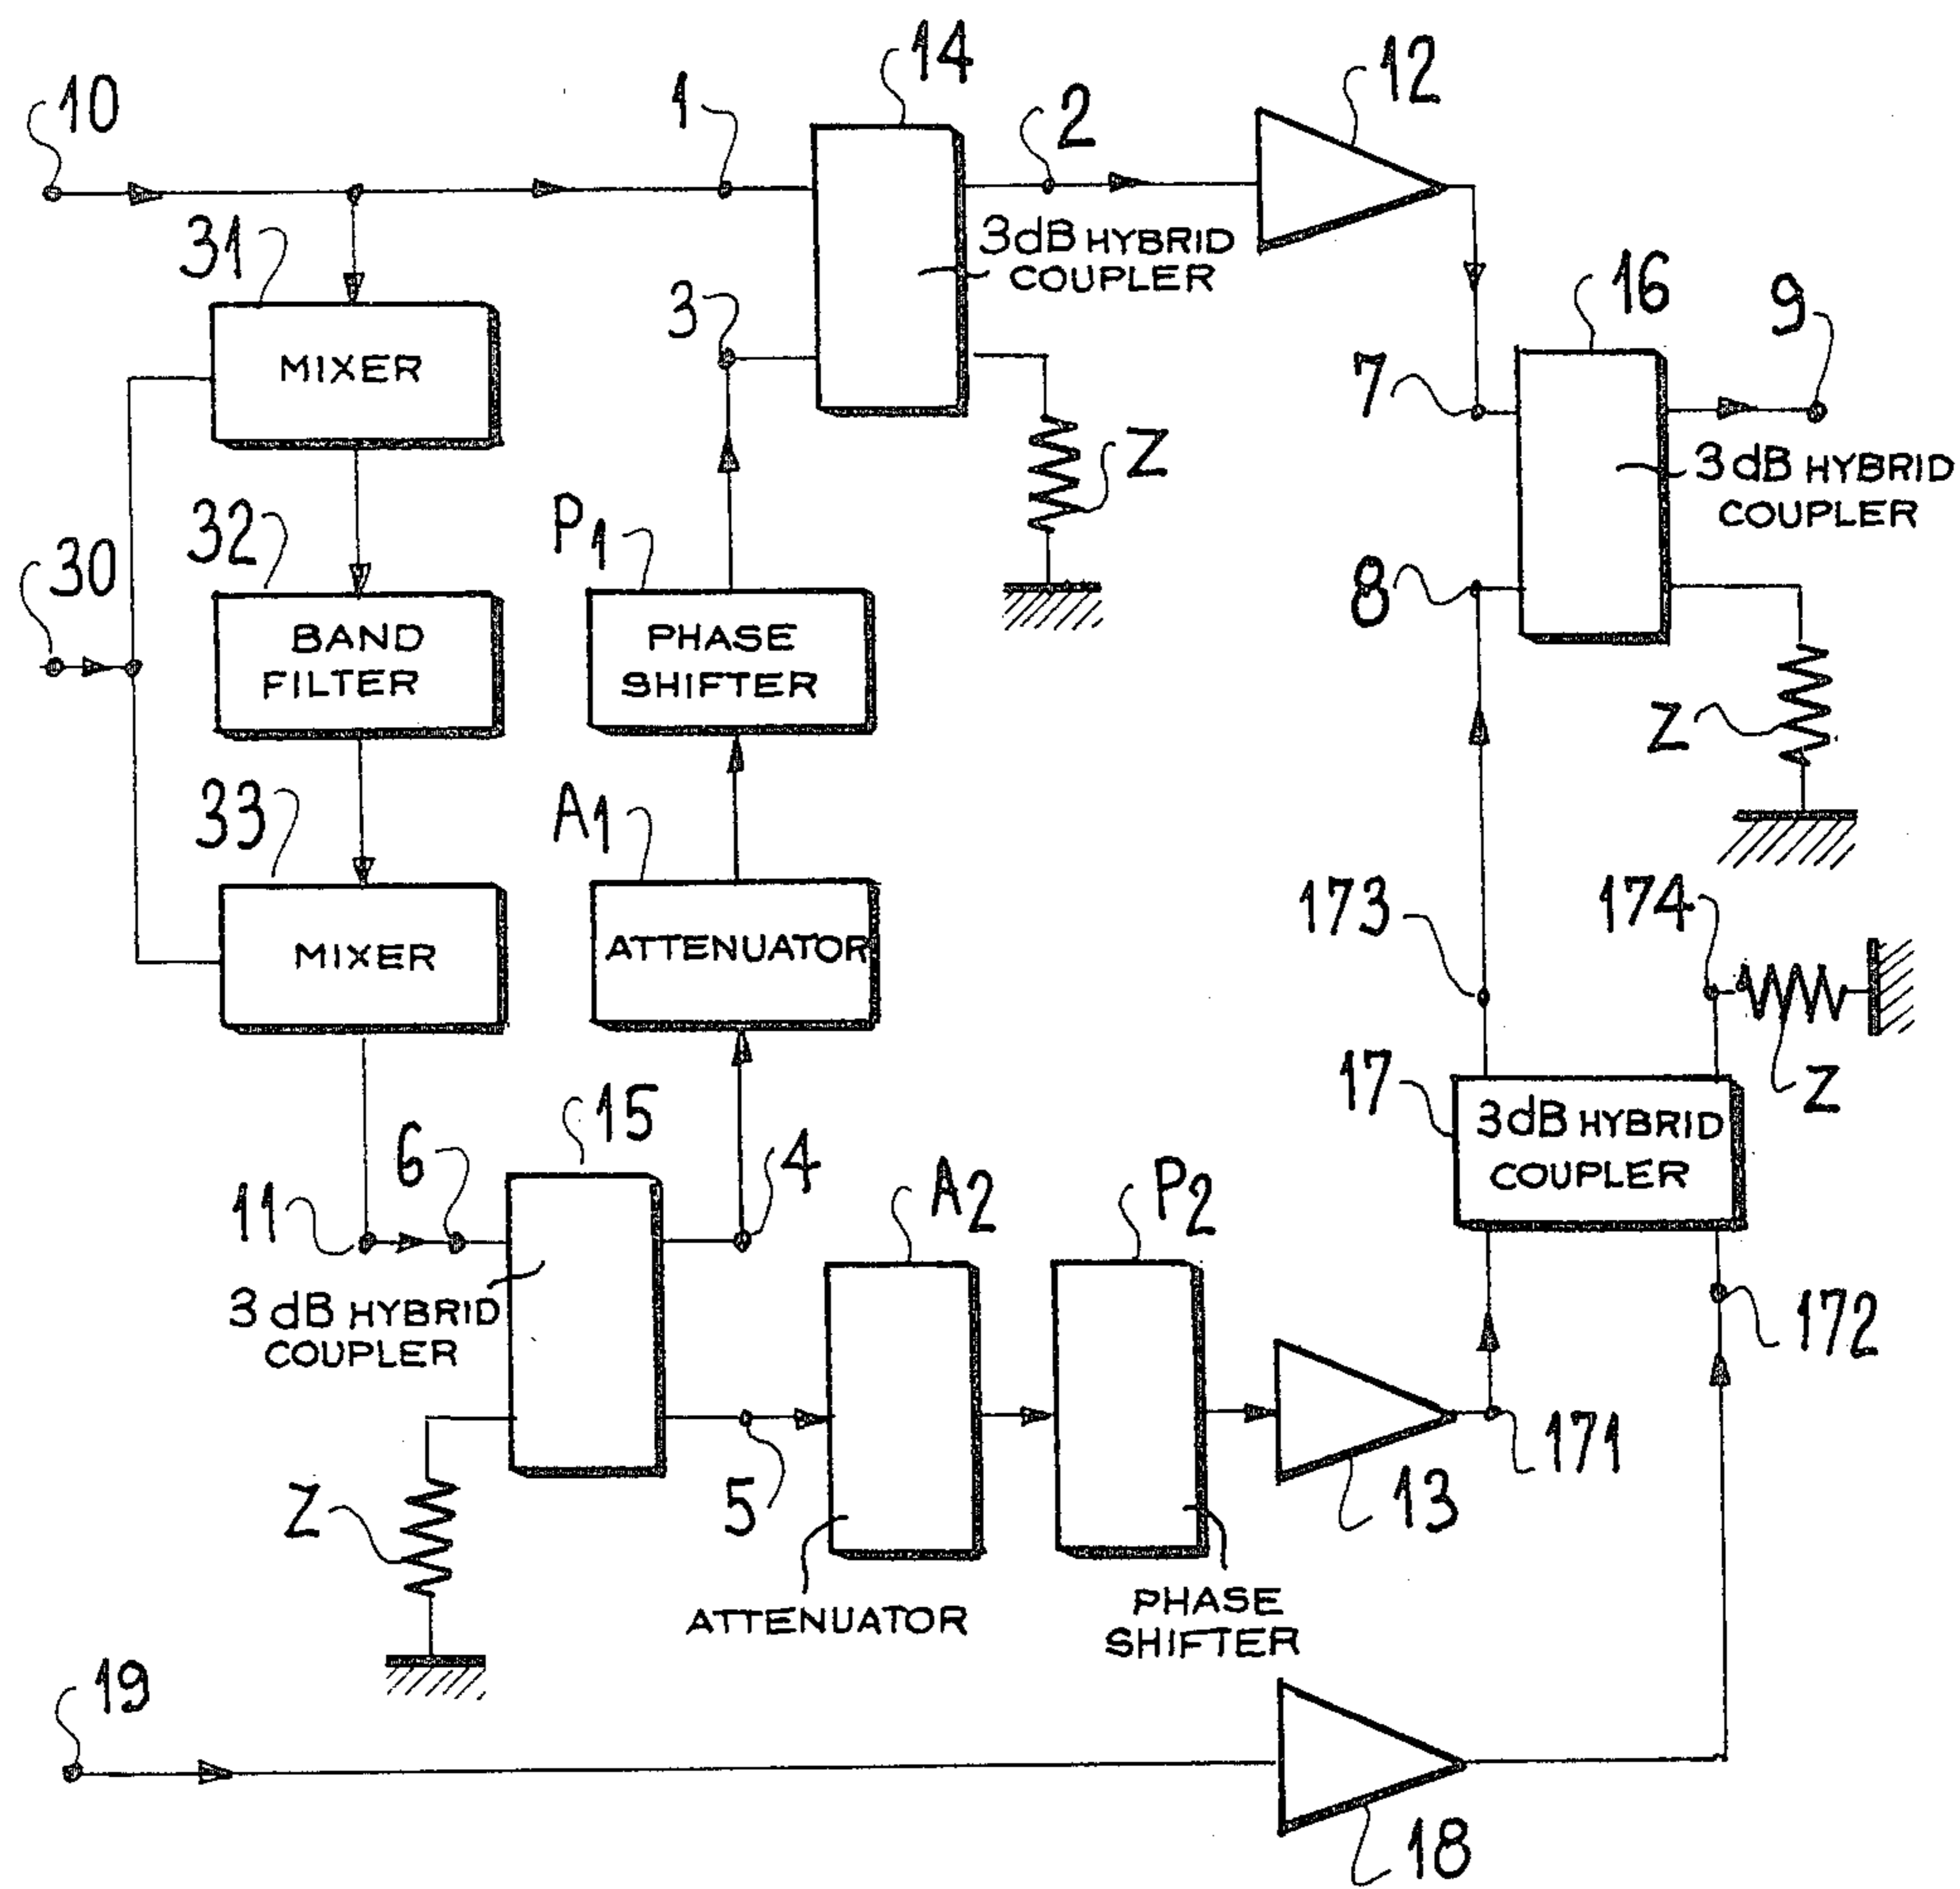 10
1
14
2
12
31
3dB HYBRID
COUPLER
3
16
9
MIXER
7
3dB HYBRID
COUPLER
Z
32
P1
30
8
BAND
FILTER
PHASE
SHIFTER
Z
33
A1
173
174
MIXER
ATTENUATOR
Z
17
3dB HYBRID
COUPLER
15
6
4
A2
P2
11
3dB HYBRID
COUPLER
172
5
171
13
Z
ATTENUATOR
PHASE
SHIFTER
19
18